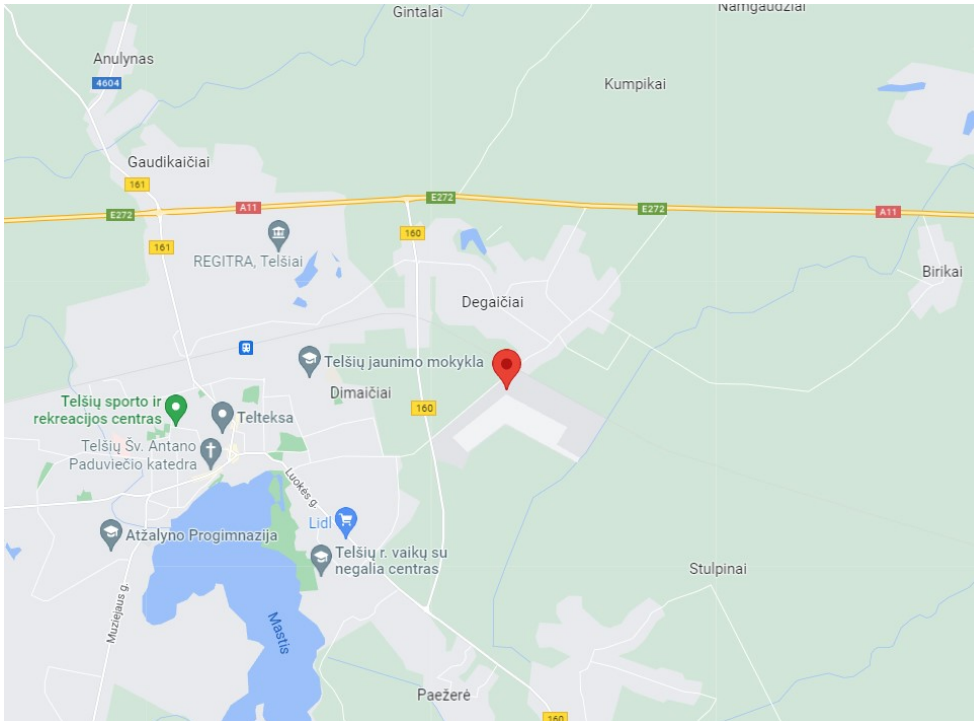 Gintalai
Namgaudžiai
Anulynas
4604
Kumpikai
Gaudikaičiai
161
E272
A11
E272
E272
A11
161
160
REGITRA, Telšiai
Birikai
Degaičiai
Telšių jaunimo mokykla
Dimaičiai
160
Telšių sporto ir
rekreacijos centras
Telteksa
Telšių Šv. Antano
Paduviečio katedra
Luokės g.
Lidl
Atžalyno Progimnazija
Telšių r. vaikų su
negalia centras
Stulpinai
Muziejaus g.
Mastis
Paežerė
160